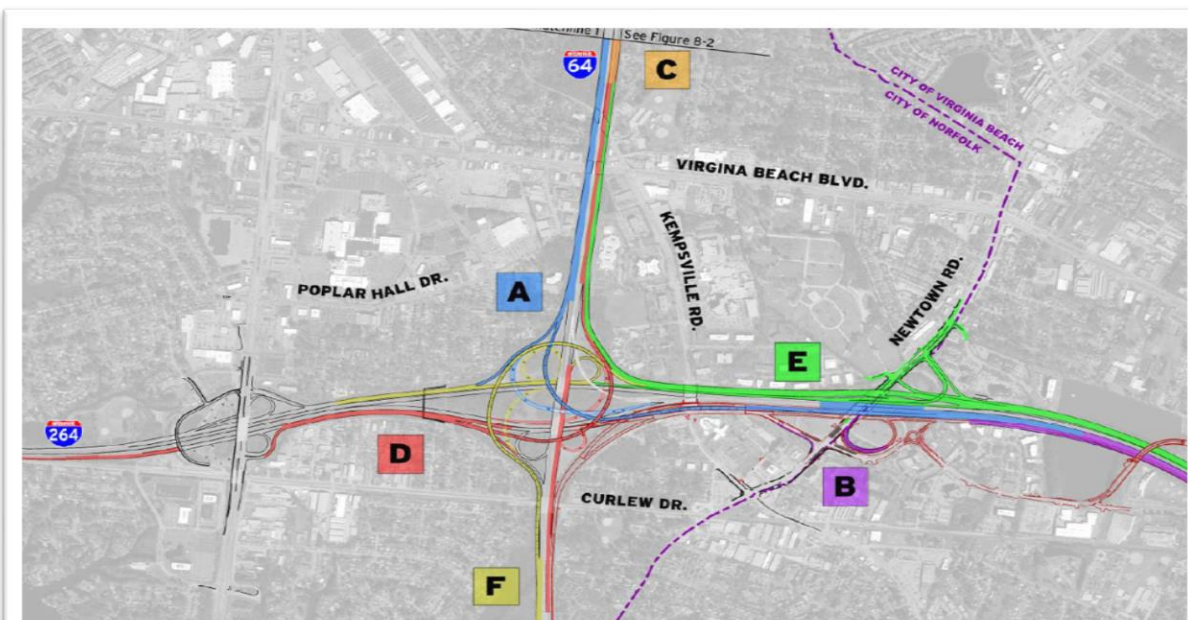 See Figure 8-2
64
C
CITY OF VIRGINIA BEACH
CITY OF NORFOLK
VIRGINA BEACH BLVD.
KEMPSVILLE RD.
POPLAR HALL DR.
A
NEWTOWN RD.
E
264
D
B
CURLEW DR.
F